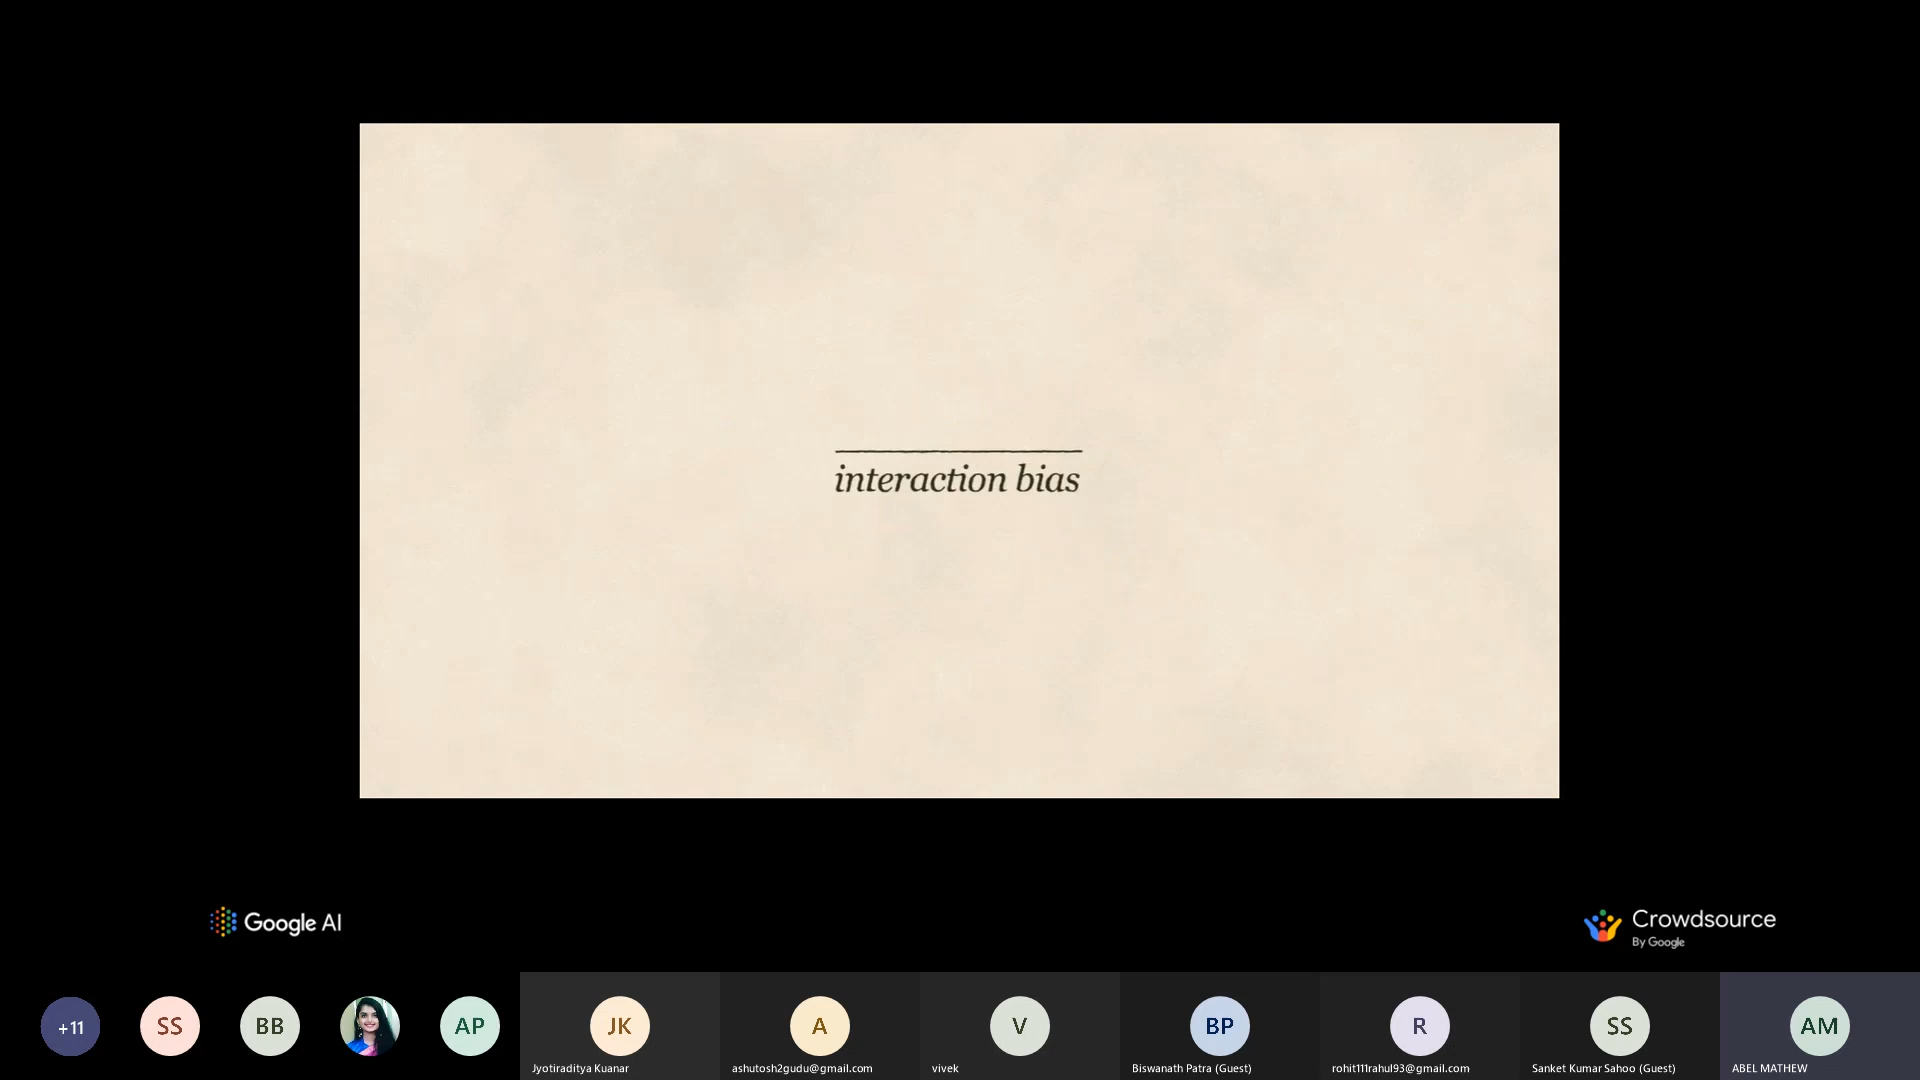 interaction bias
Google AI
Crowdsource
By Google
+11
SS
BB
AP
JK
A
V
BP
R
SS
AM
Jyotiraditya Kuanar
ashutosh2gudu@gmail.com
vivek
Biswanath Patra (Guest)
rohit111rahul93@gmail.com
Sanket Kumar Sahoo (Guest)
ABEL MATHEW